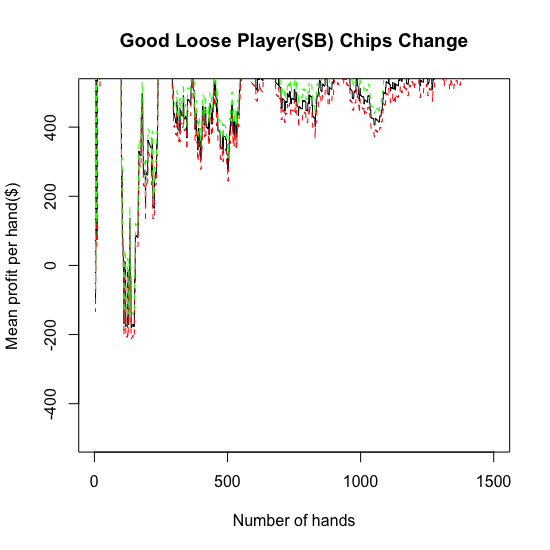 Good Loose Player(SB) Chips Change
Mean profit per hand($)
400
200
0
-200
-400
0 500 1000 1500
Number of hands